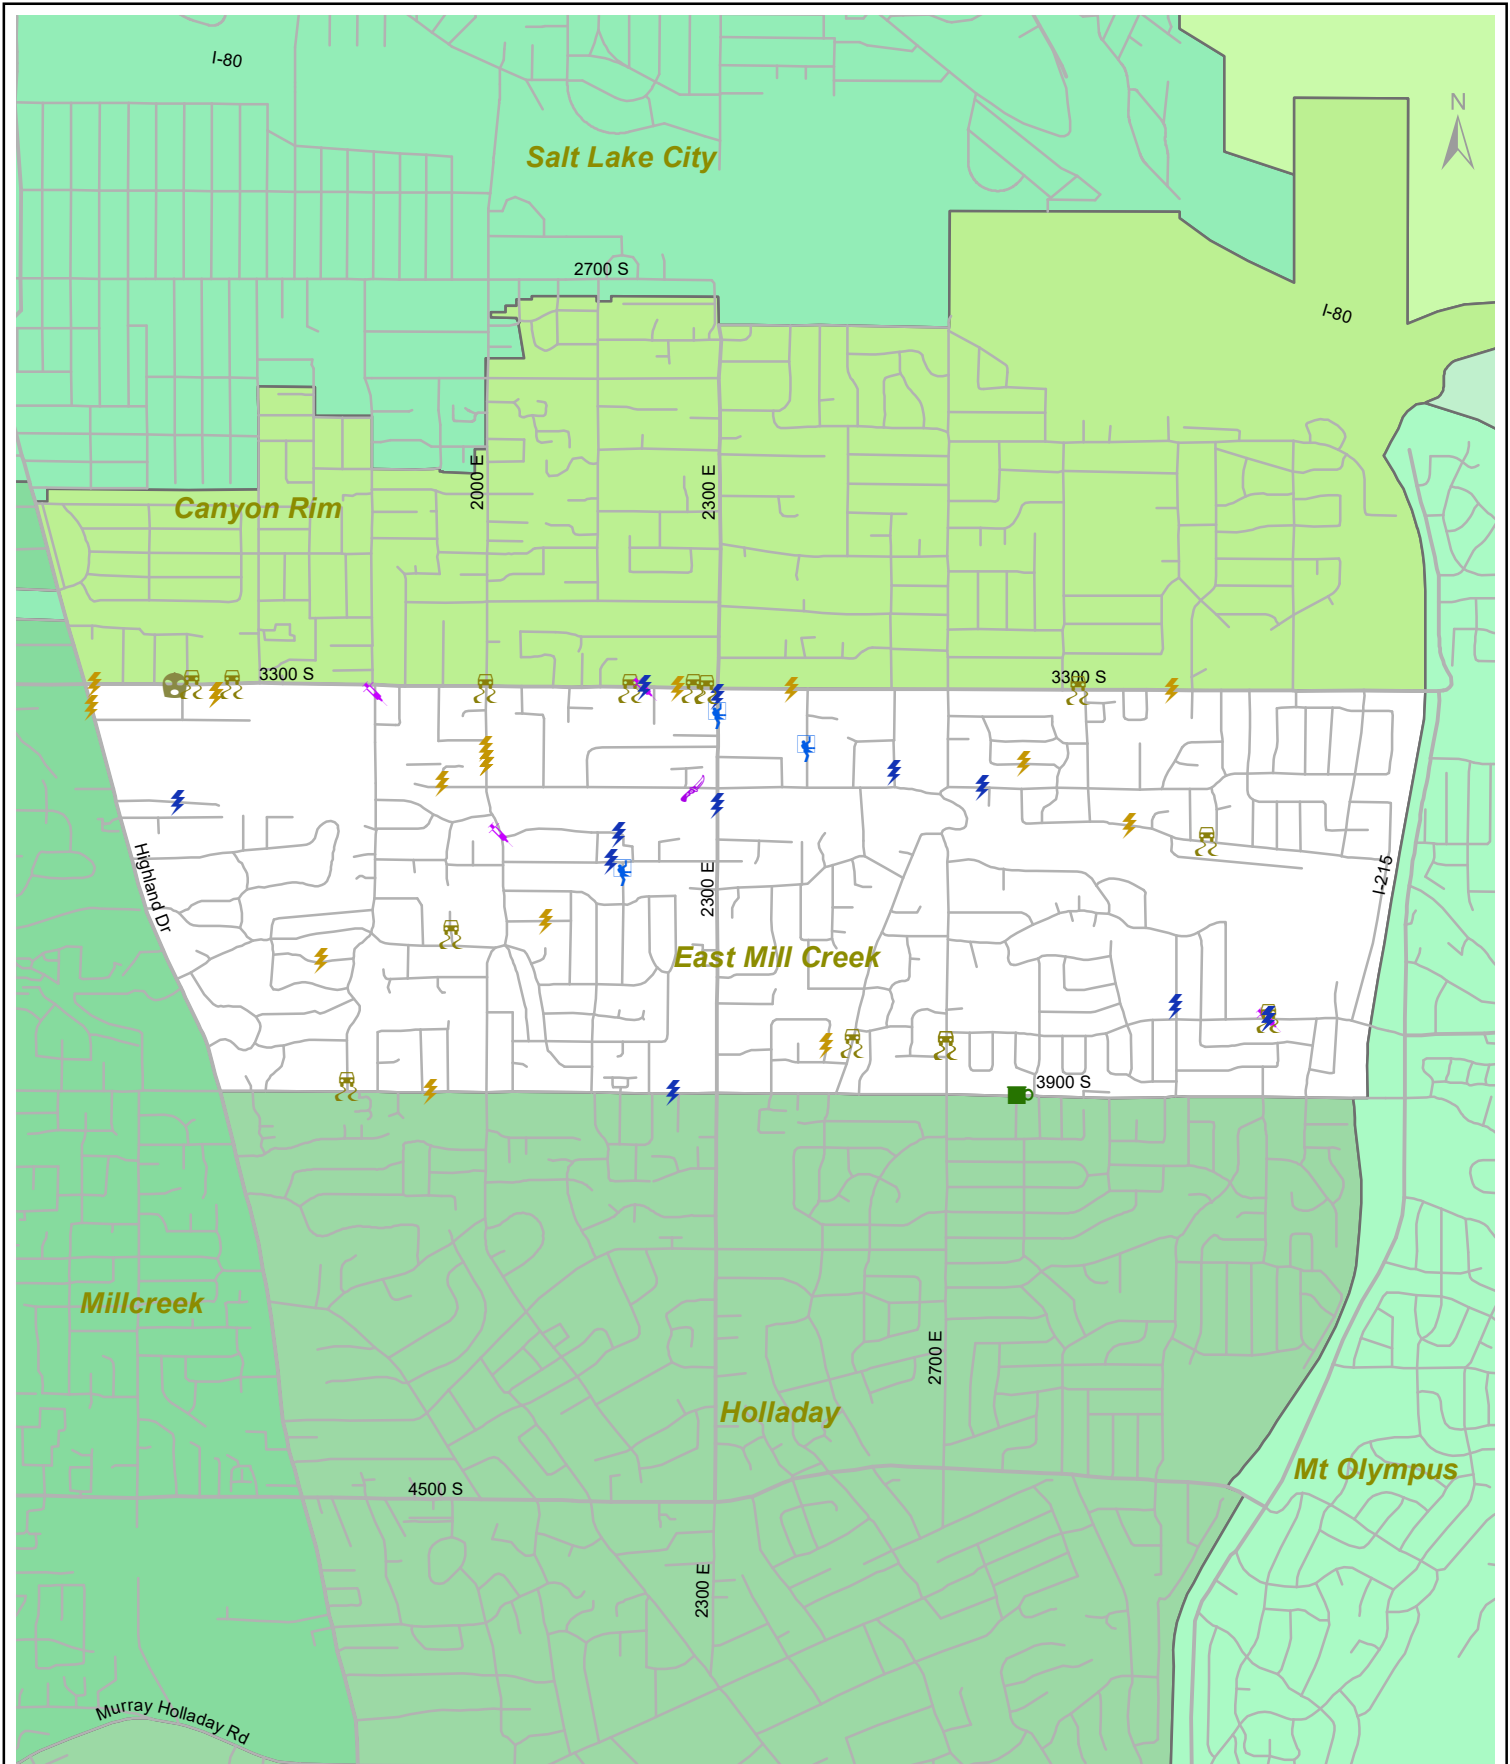 I-80
N
Salt Lake City
2700 S
I-80
2000 E
2300 E
Canyon Rim
3300 S
3300 S
Highland Dr
2300 E
I-215
East Mill Creek
3900 S
Millcreek
2700 E
Holladay
Mt Olympus
4500 S
2300 E
Murray Holladay Rd